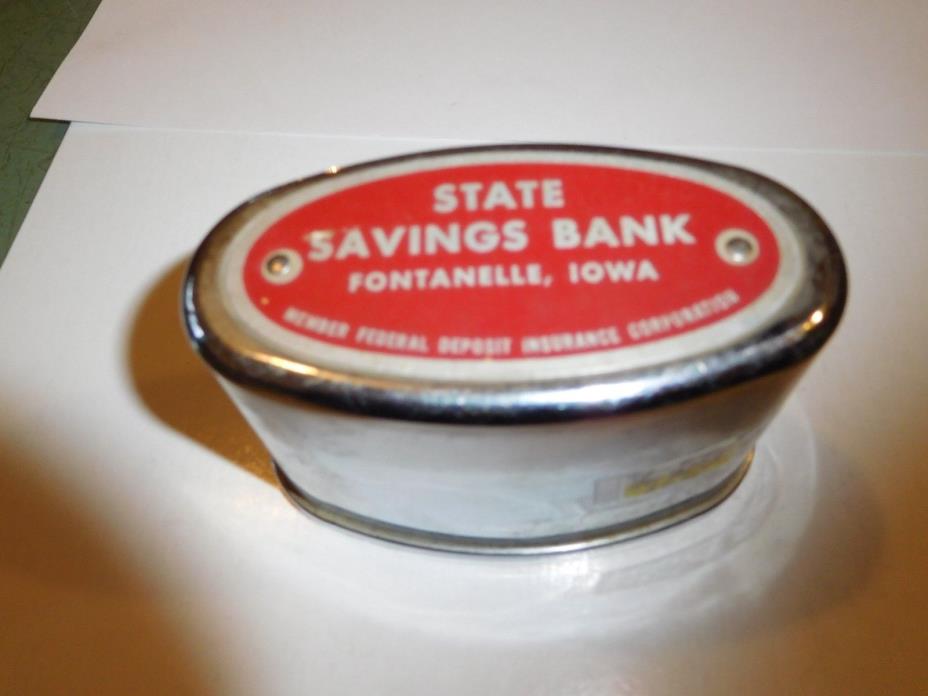 STATE
SAVINGS BANK
FONTANELLE, IOWA
MEMBER FEDERAL DEPOSIT INSURANCE CORPORATION